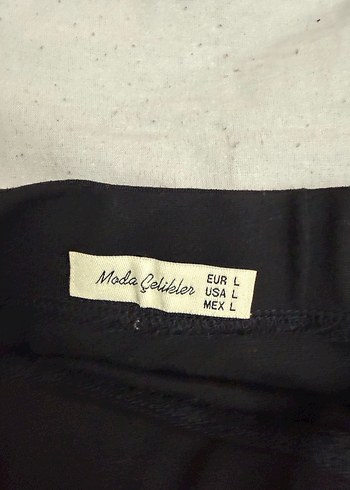 Moda Çelikler
EUR L
USA L
MEX L